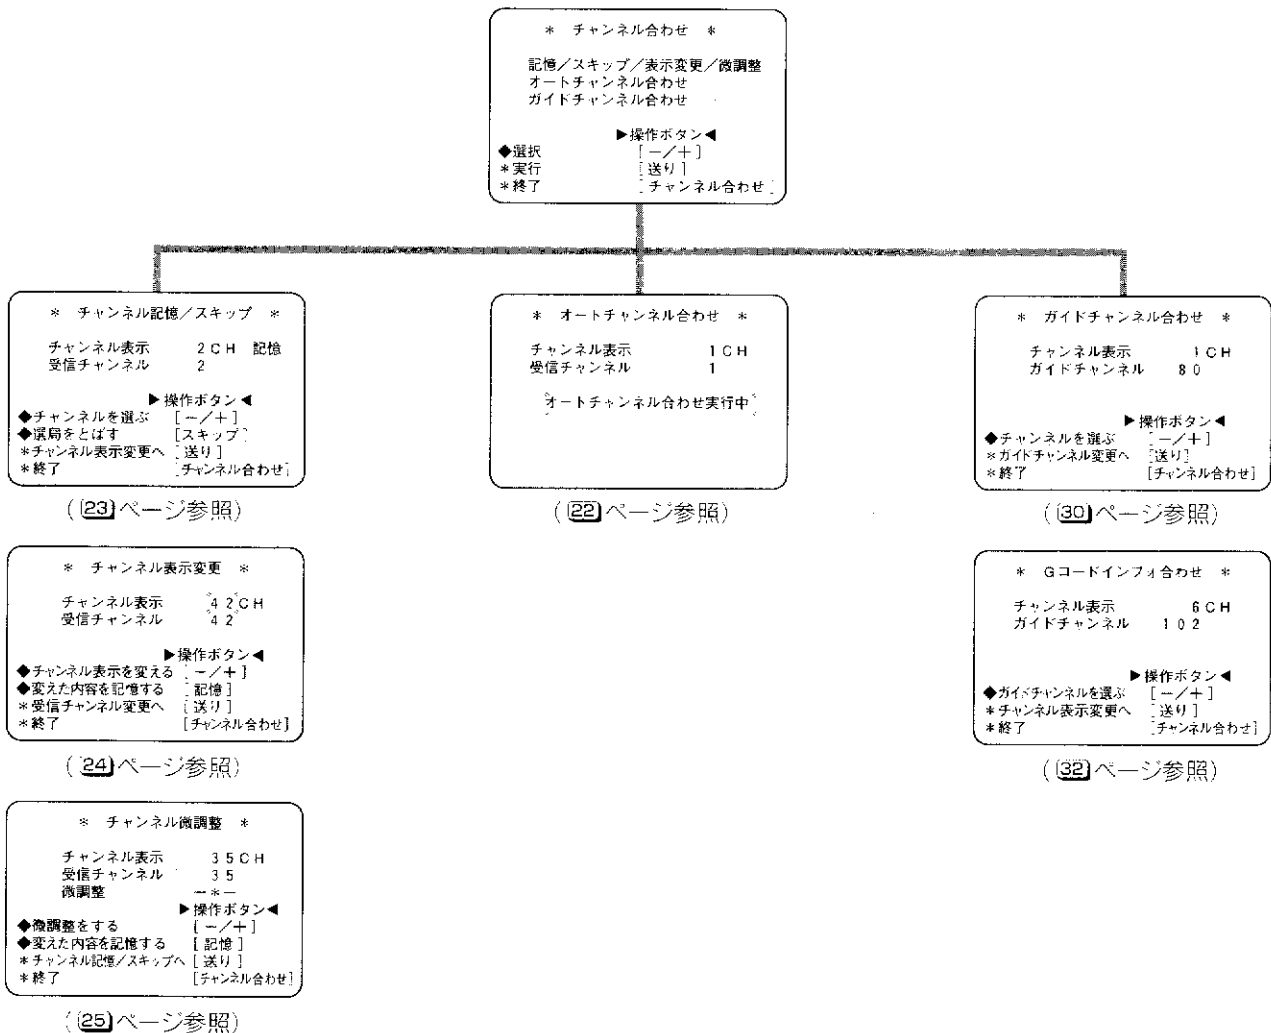 ＊ チャンネル合わせ ＊
記憶／スキップ／表示変更／微調整
オートチャンネル合わせ
ガイドチャンネル合わせ
▶操作ボタン◀
◆選択 [－／＋]
＊実行 [送り]
＊終了 [チャンネル合わせ]
＊ チャンネル記憶／スキップ ＊
チャンネル表示 2CH 記憶
受信チャンネル 2
▶操作ボタン◀
◆チャンネルを選ぶ [－／＋]
◆選局をとばす [スキップ]
＊チャンネル表示変更へ [送り]
＊終了 [チャンネル合わせ]
(23ページ参照)
＊ オートチャンネル合わせ ＊
チャンネル表示 1CH
受信チャンネル 1
オートチャンネル合わせ実行中
(22ページ参照)
＊ ガイドチャンネル合わせ ＊
チャンネル表示 1CH
ガイドチャンネル 80
▶操作ボタン◀
◆チャンネルを選ぶ [－／＋]
＊ガイドチャンネル変更へ [送り]
＊終了 [チャンネル合わせ]
(30ページ参照)
＊ チャンネル表示変更 ＊
チャンネル表示 42CH
受信チャンネル 42
▶操作ボタン◀
◆チャンネル表示を変える [－／＋]
◆変えた内容を記憶する [記憶]
＊受信チャンネル変更へ [送り]
＊終了 [チャンネル合わせ]
(24ページ参照)
＊ Gコードインフォ合わせ ＊
チャンネル表示 6CH
ガイドチャンネル 102
▶操作ボタン◀
◆ガイドチャンネルを選ぶ [－／＋]
＊チャンネル表示変更へ [送り]
＊終了 [チャンネル合わせ]
(32ページ参照)
＊ チャンネル微調整 ＊
チャンネル表示 35CH
受信チャンネル 35
微調整 －＊－
▶操作ボタン◀
◆微調整をする [－／＋]
◆変えた内容を記憶する [記憶]
＊チャンネル記憶／スキップへ [送り]
＊終了 [チャンネル合わせ]
(25ページ参照)